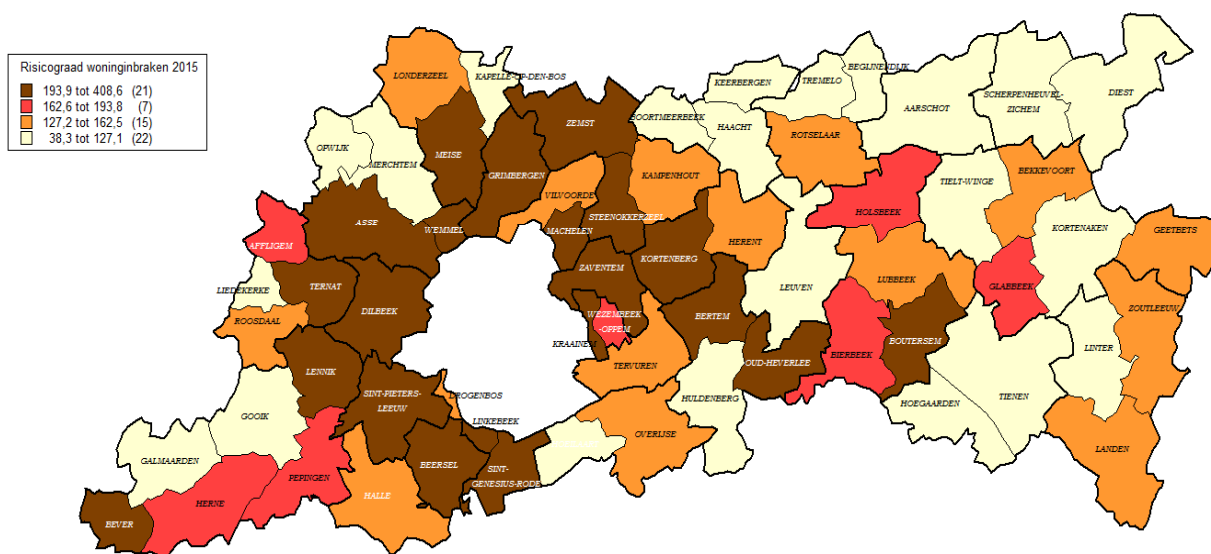 Risicograad woninginbraken 2015
193,9 tot 408,6 (21)
162,6 tot 193,8 (7)
127,2 tot 162,5 (15)
38,3 tot 127,1 (22)
LONDERZEEL
KAPELLE-OP-DEN-BOS
KEERBERGEN
TREMELO
BEGIJNENDIJK
AARSCHOT
SCHERPENHEUVEL-
ZICHEM
DIEST
ZEMST
BOORTMEERBEEK
HAACHT
ROTSELAAR
OPWIJK
MERCHTEM
MEISE
GRIMBERGEN
KAMPENHOUT
BEKKEVOORT
TIELT-WINGE
VILVOORDE
HOLSBEEK
STEENOKKERZEEL
ASSE
WEMMEL
MACHELEN
HERENT
KORTENAKEN
GEETBETS
AFFLIGEM
KORTENBERG
ZAVENTEM
LUBBEEK
GLABBEEK
LIEDEKERKE
TERNAT
LEUVEN
DILBEEK
ROOSDAAL
WEZEMBEEK
-OPPEM
BERTEM
ZOUTLEEUW
KRAAINEM
BOUTERSEM
LINTER
BIERBEEK
OUD-HEVERLEE
TERVUREN
LENNIK
SINT-PIETERS-
LEEUW
DROGENBOS
HULDENBERG
HOEGAARDEN
TIENEN
GOOIK
LINKEBEEK
OVERIJSE
LANDEN
GALMAARDEN
BEERSEL
SINT-
GENESIUS-RODE
PEPINGEN
HALLE
HERNE
BEVER